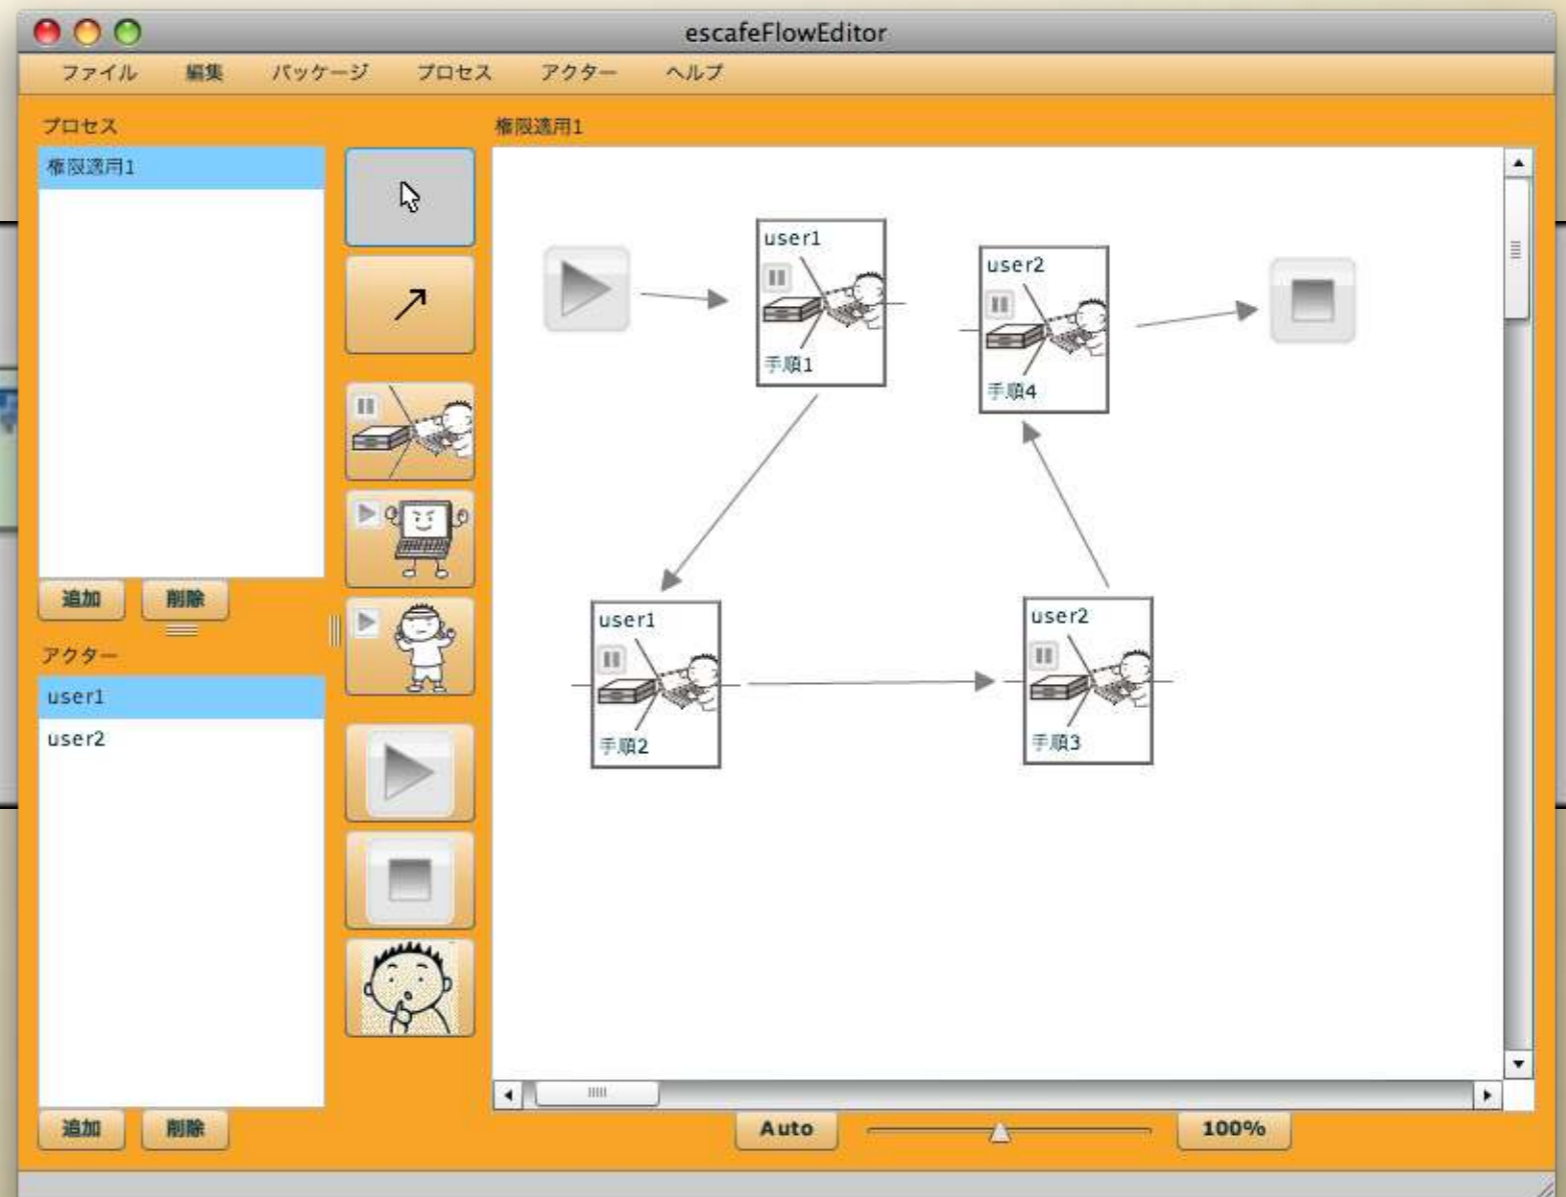 escafeFlowEditor
ファイル 編集 パッケージ プロセス アクター ヘルプ
プロセス
権限適用1
追加 削除
アクター
user1
user2
追加 削除
権限適用1
user1
手順1
user2
手順4
user1
手順2
user2
手順3
Auto
100%